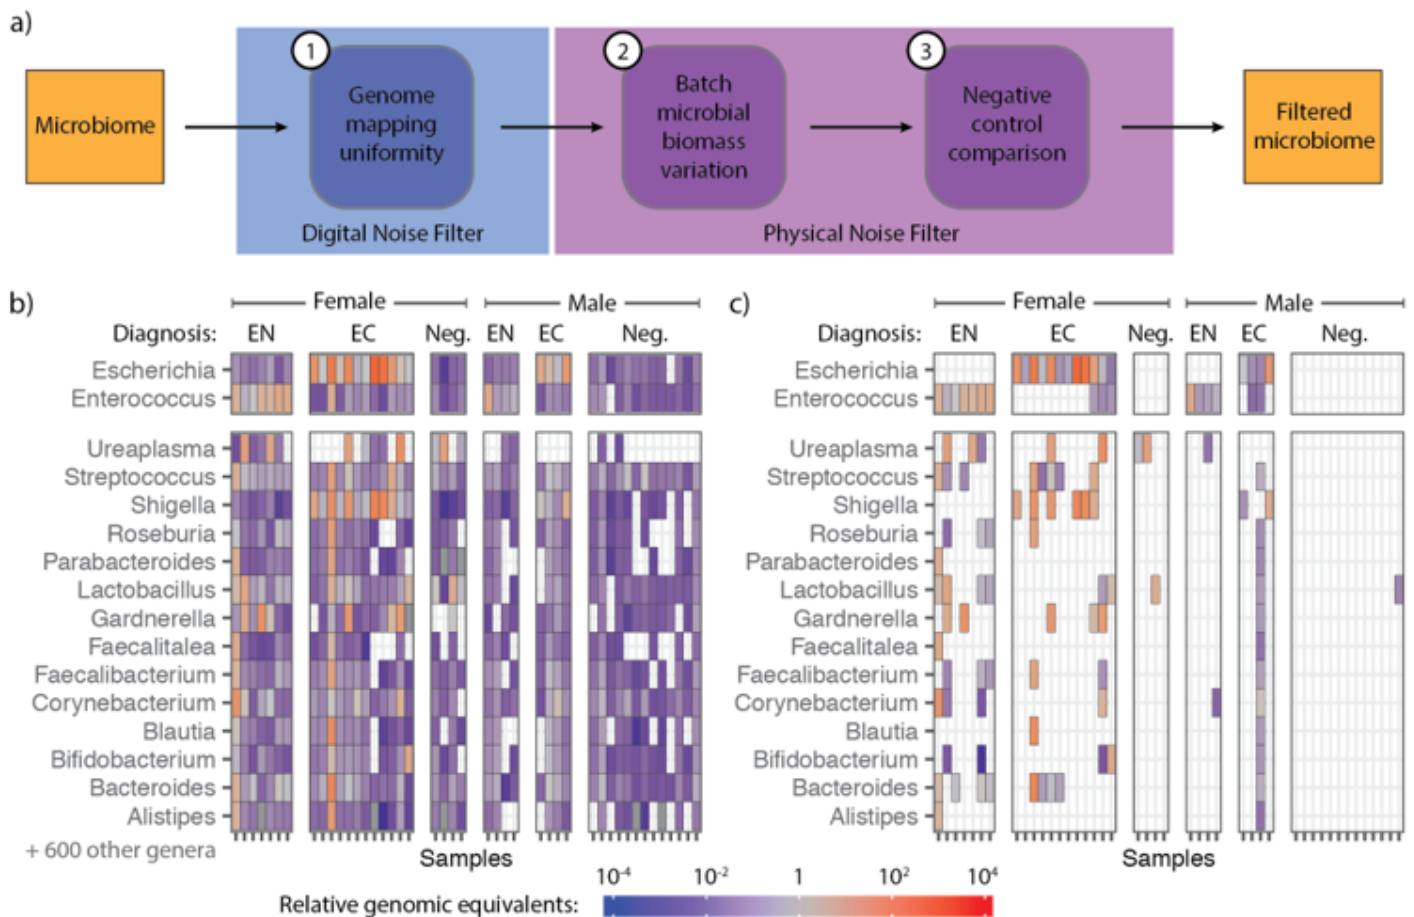 a)
1
2
3
Microbiome
Genome
mapping
uniformity
Batch
microbial
biomass
variation
Negative
control
comparison
Filtered
microbiome
Digital Noise Filter
Physical Noise Filter
b)
Female
Male
Diagnosis:
EN
EC
Neg.
EN
EC
Neg.
Escherichia
Enterococcus
Ureaplasma
Streptococcus
Shigella
Roseburia
Parabacteroides
Lactobacillus
Gardnerella
Faecalitalea
Faecalibacterium
Corynebacterium
Blautia
Bifidobacterium
Bacteroides
Alistipes
+ 600 other genera
Samples
c)
Female
Male
Diagnosis:
EN
EC
Neg.
EN
EC
Neg.
Escherichia
Enterococcus
Ureaplasma
Streptococcus
Shigella
Roseburia
Parabacteroides
Lactobacillus
Gardnerella
Faecalitalea
Faecalibacterium
Corynebacterium
Blautia
Bifidobacterium
Bacteroides
Alistipes
Samples
Relative genomic equivalents:
10⁻⁴ 10⁻² 1 10² 10⁴